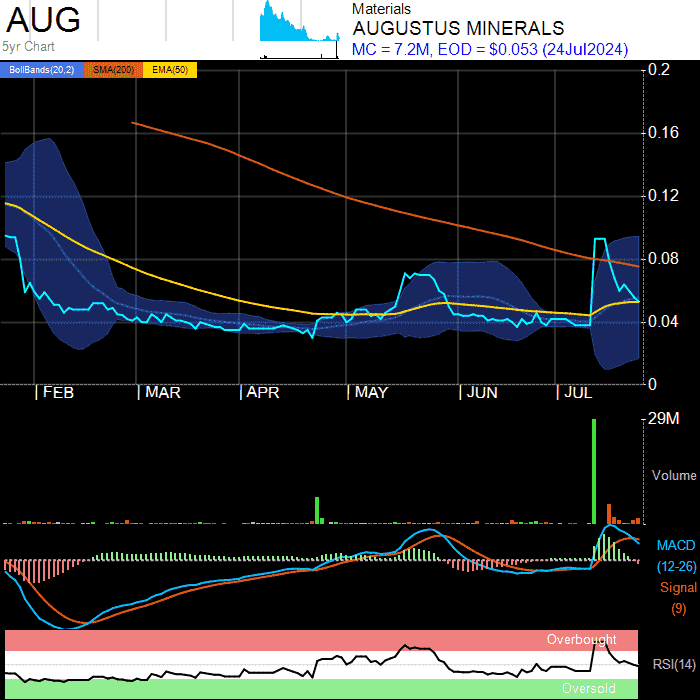 AUG
5yr Chart
Materials
AUGUSTUS MINERALS
MC = 7.2M, EOD = $0.053 (24Jul2024)
BollBands(20,2) SMA(200) EMA(50)
0.2
0.16
0.12
0.08
0.04
0
FEB MAR APR MAY JUN JUL
29M
Volume
MACD
(12-26)
Signal
(9)
Overbought
RSI(14)
Oversold